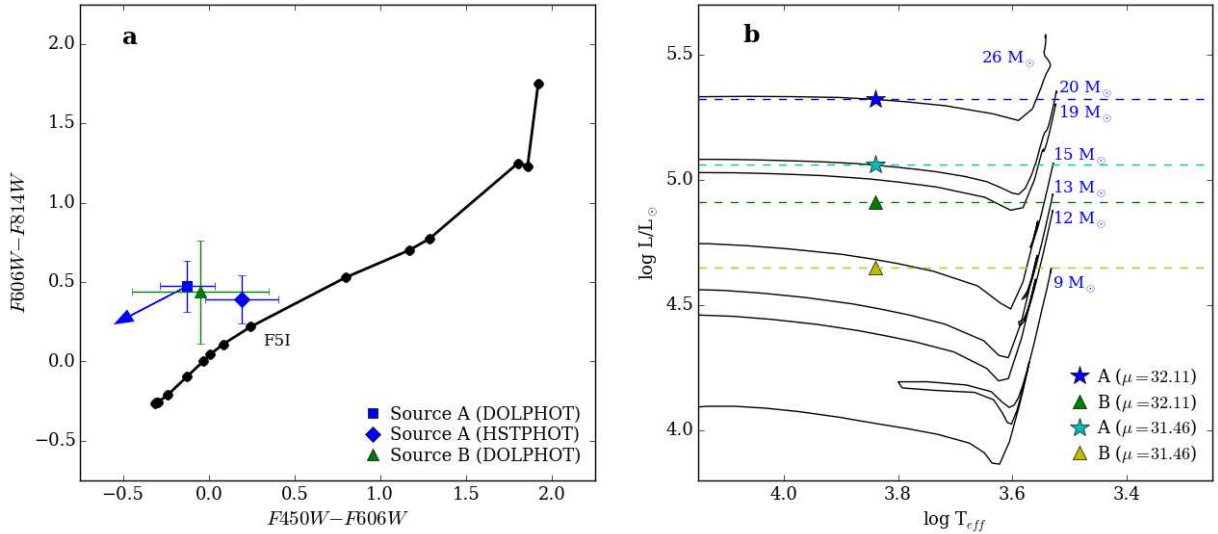 a
2.0
1.5
1.0
0.5
0.0
−0.5
F606W−F814W
−0.5
0.0
0.5
1.0
1.5
2.0
F450W−F606W
F5I
Source A (DOLPHOT)
Source A (HSTPHOT)
Source B (DOLPHOT)
b
5.5
5.0
4.5
4.0
log L/L☉
4.0
3.8
3.6
3.4
log T_eff
26 M☉
20 M☉
19 M☉
15 M☉
13 M☉
12 M☉
9 M☉
A (μ=32.11)
B (μ=32.11)
A (μ=31.46)
B (μ=31.46)